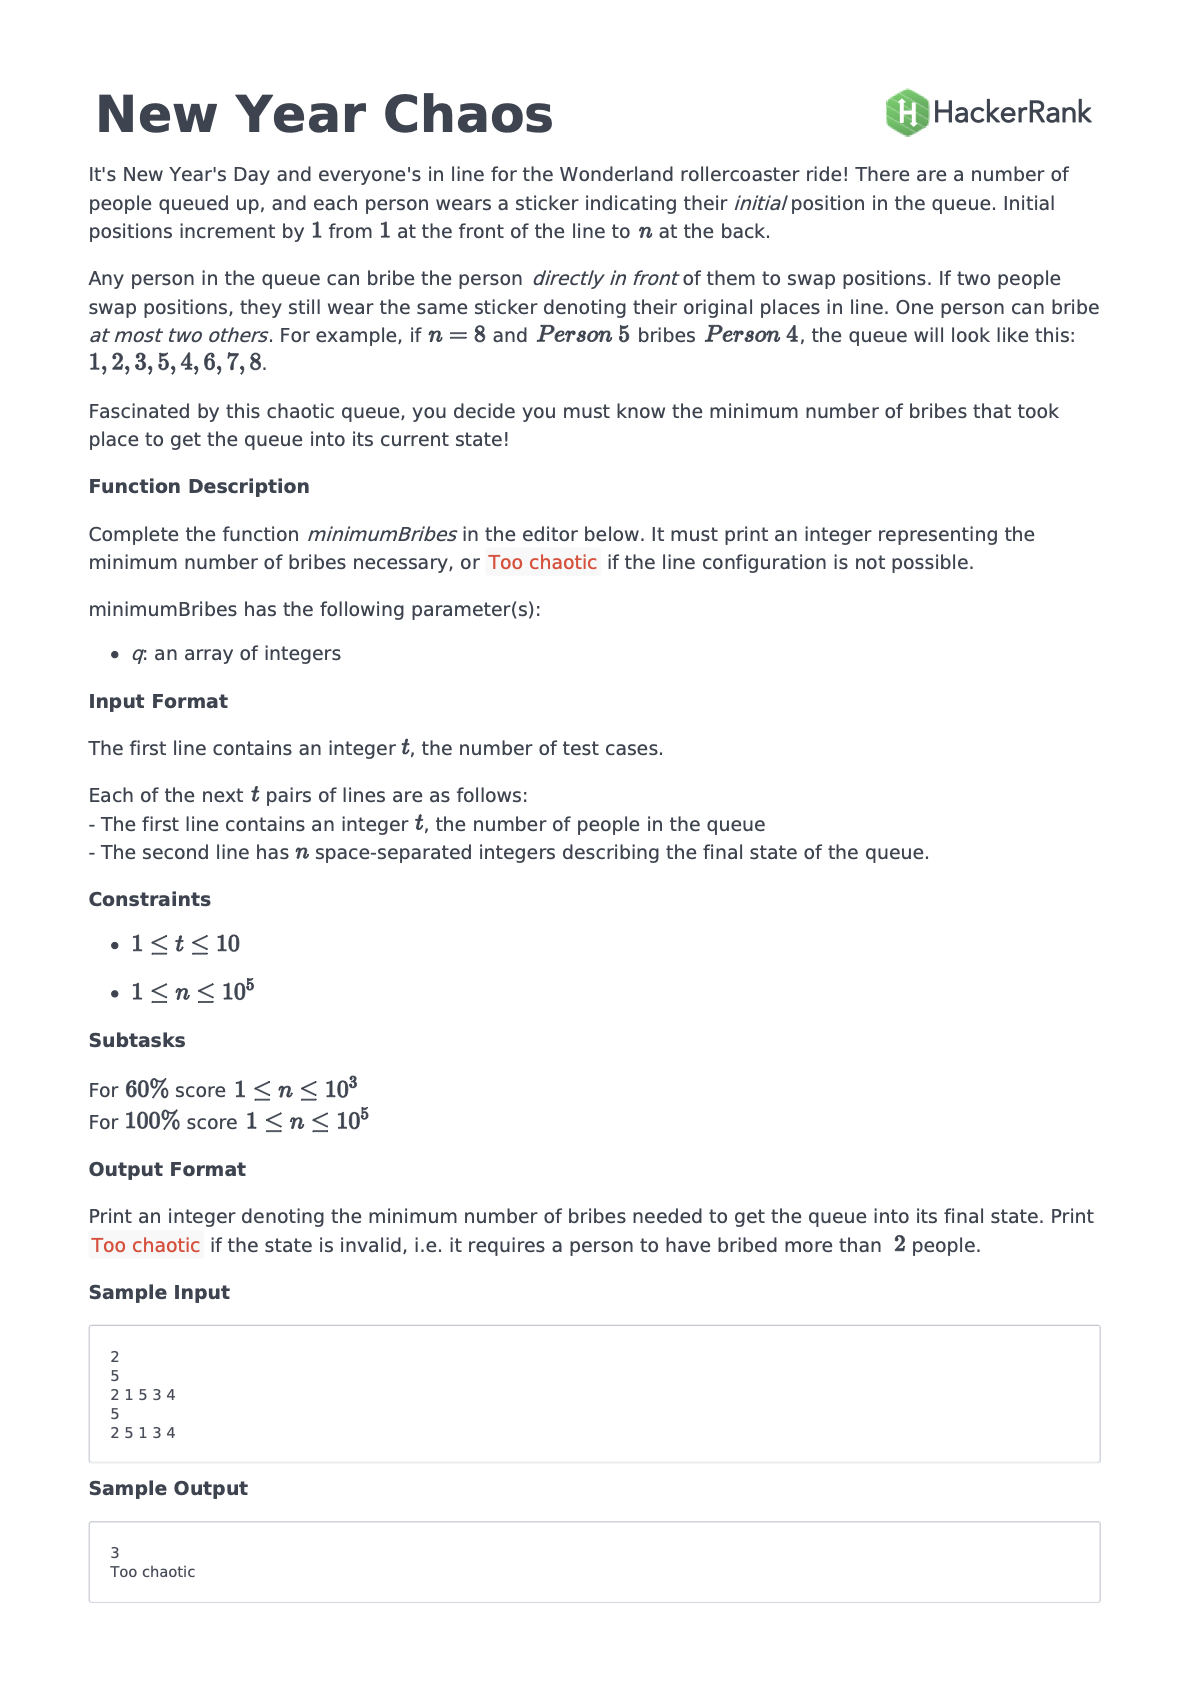 New Year Chaos
HackerRank
It's New Year's Day and everyone's in line for the Wonderland rollercoaster ride! There are a number of
people queued up, and each person wears a sticker indicating their initial position in the queue. Initial
positions increment by 1 from 1 at the front of the line to n at the back.
Any person in the queue can bribe the person directly in front of them to swap positions. If two people
swap positions, they still wear the same sticker denoting their original places in line. One person can bribe
at most two others. For example, if n = 8 and Person 5 bribes Person 4, the queue will look like this:
1, 2, 3, 5, 4, 6, 7, 8.
Fascinated by this chaotic queue, you decide you must know the minimum number of bribes that took
place to get the queue into its current state!
Function Description
Complete the function minimumBribes in the editor below. It must print an integer representing the
minimum number of bribes necessary, or Too chaotic if the line configuration is not possible.
minimumBribes has the following parameter(s):
• q: an array of integers
Input Format
The first line contains an integer t, the number of test cases.
Each of the next t pairs of lines are as follows:
- The first line contains an integer t, the number of people in the queue
- The second line has n space-separated integers describing the final state of the queue.
Constraints
• 1 ≤ t ≤ 10
• 1 ≤ n ≤ 10⁵
Subtasks
For 60% score 1 ≤ n ≤ 10³
For 100% score 1 ≤ n ≤ 10⁵
Output Format
Print an integer denoting the minimum number of bribes needed to get the queue into its final state. Print
Too chaotic if the state is invalid, i.e. it requires a person to have bribed more than 2 people.
Sample Input
2
5
2 1 5 3 4
5
2 5 1 3 4
Sample Output
3
Too chaotic